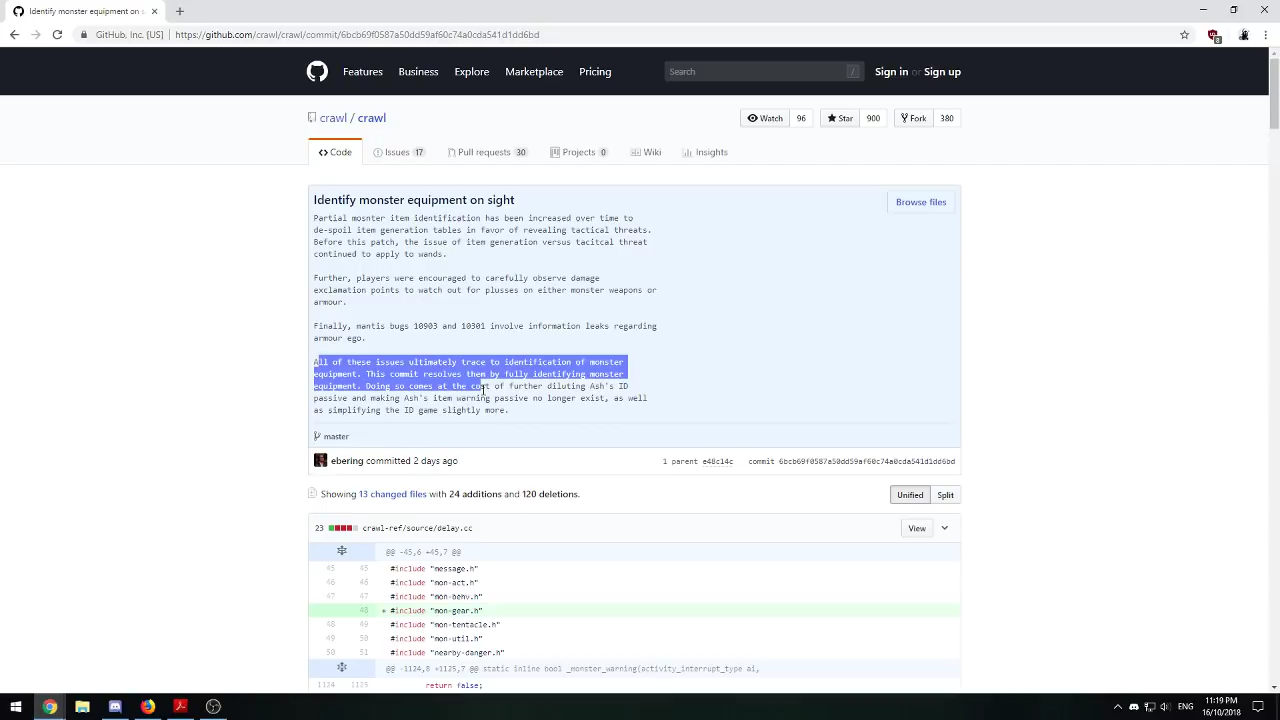 Identify monster equipment on s
GitHub, Inc. [US] https://github.com/crawl/crawl/commit/6bcb69f0587a50dd59af60c74a0cda541d1dd6bd
Features Business Explore Marketplace Pricing Search / Sign in or Sign up
crawl / crawl Watch 96 Star 900 Fork 380
Code Issues 17 Pull requests 30 Projects 0 Wiki Insights
Identify monster equipment on sight Browse files
Partial mosnter item identification has been increased over time to
de-spoil item generation tables in favor of revealing tactical threats.
Before this patch, the issue of item generation versus tacitcal threat
continued to apply to wands.
Further, players were encouraged to carefully observe damage
exclamation points to watch out for plusses on either monster weapons or
armour.
Finally, mantis bugs 10903 and 10301 involve information leaks regarding
armour ego.
All of these issues ultimately trace to identification of monster
equipment. This commit resolves them by fully identifying monster
equipment. Doing so comes at the cost of further diluting Ash's ID
passive and making Ash's item warning passive no longer exist, as well
as simplifying the ID game slightly more.
master
ebering committed 2 days ago 1 parent e48c14c commit 6bcb69f0587a50dd59af60c74a0cda541d1dd6bd
Showing 13 changed files with 24 additions and 120 deletions. Unified Split
23 crawl-ref/source/delay.cc View
@@ -45,6 +45,7 @@
45 45 #include "message.h"
46 46 #include "mon-act.h"
47 47 #include "mon-behv.h"
48 + #include "mon-gear.h"
48 49 #include "mon-tentacle.h"
49 50 #include "mon-util.h"
50 51 #include "nearby-danger.h"
@@ -1124,8 +1125,7 @@ static inline bool _monster_warning(activity_interrupt_type ai,
1124 1125 return false;
ENG 11:19 PM
16/10/2018